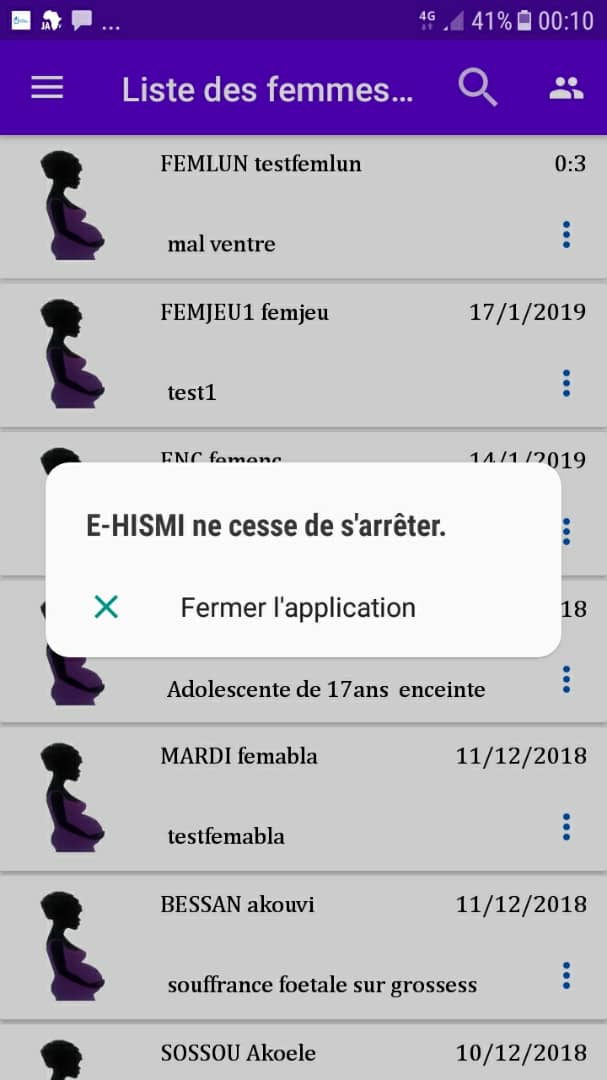 4G 41% 00:10
Liste des femmes...
FEMLUN testfemlun 0:3
mal ventre
FEMJEU1 femjeu 17/1/2019
test1
ENC femenc 14/1/2019
E-HISMI ne cesse de s'arrêter.
Fermer l'application
18
Adolescente de 17ans enceinte
MARDI femabla 11/12/2018
testfemabla
BESSAN akouvi 11/12/2018
souffrance foetale sur grossess
SOSSOU Akoele 10/12/2018